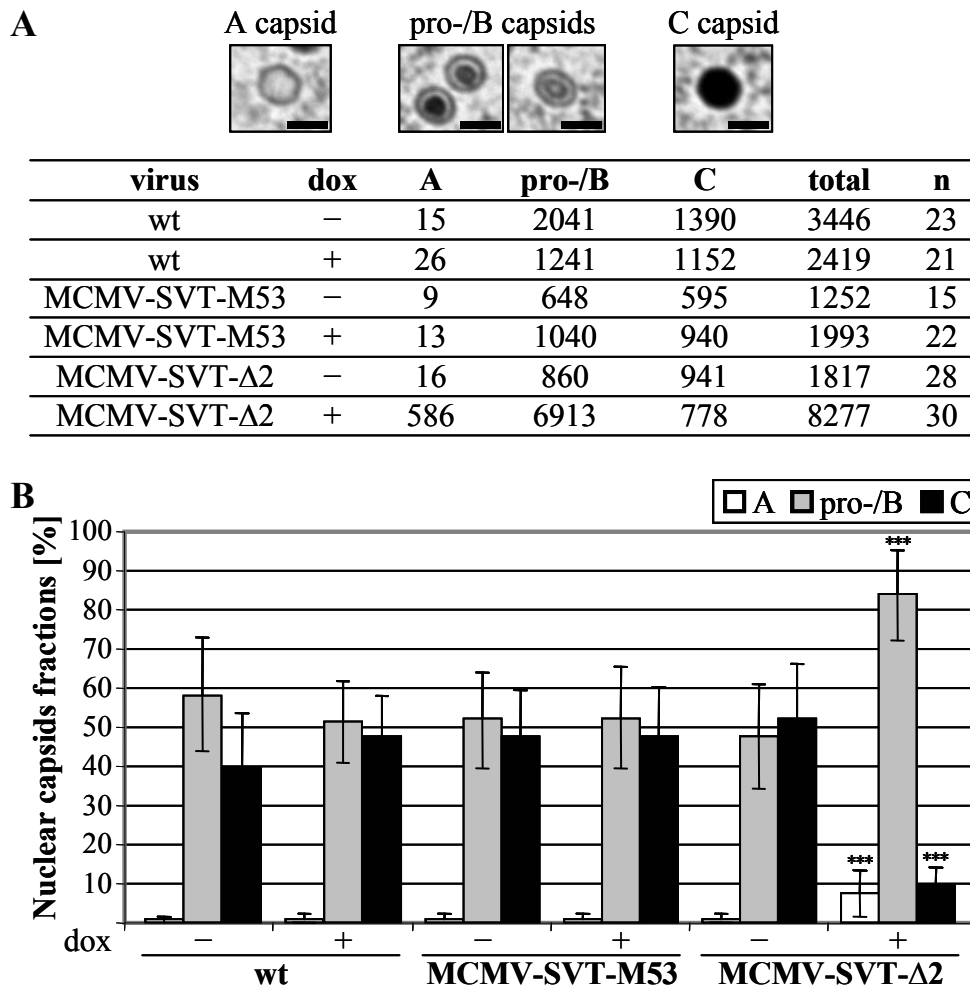 A
A capsid pro-/B capsids C capsid
virus dox A pro-/B C total n
wt − 15 2041 1390 3446 23
wt + 26 1241 1152 2419 21
MCMV-SVT-M53 − 9 648 595 1252 15
MCMV-SVT-M53 + 13 1040 940 1993 22
MCMV-SVT-Δ2 − 16 860 941 1817 28
MCMV-SVT-Δ2 + 586 6913 778 8277 30
B
A pro-/B C
Nuclear capsids fractions [%]
100
90
80
70
60
50
40
30
20
10
*** *** ***
dox − + − + − +
wt MCMV-SVT-M53 MCMV-SVT-Δ2